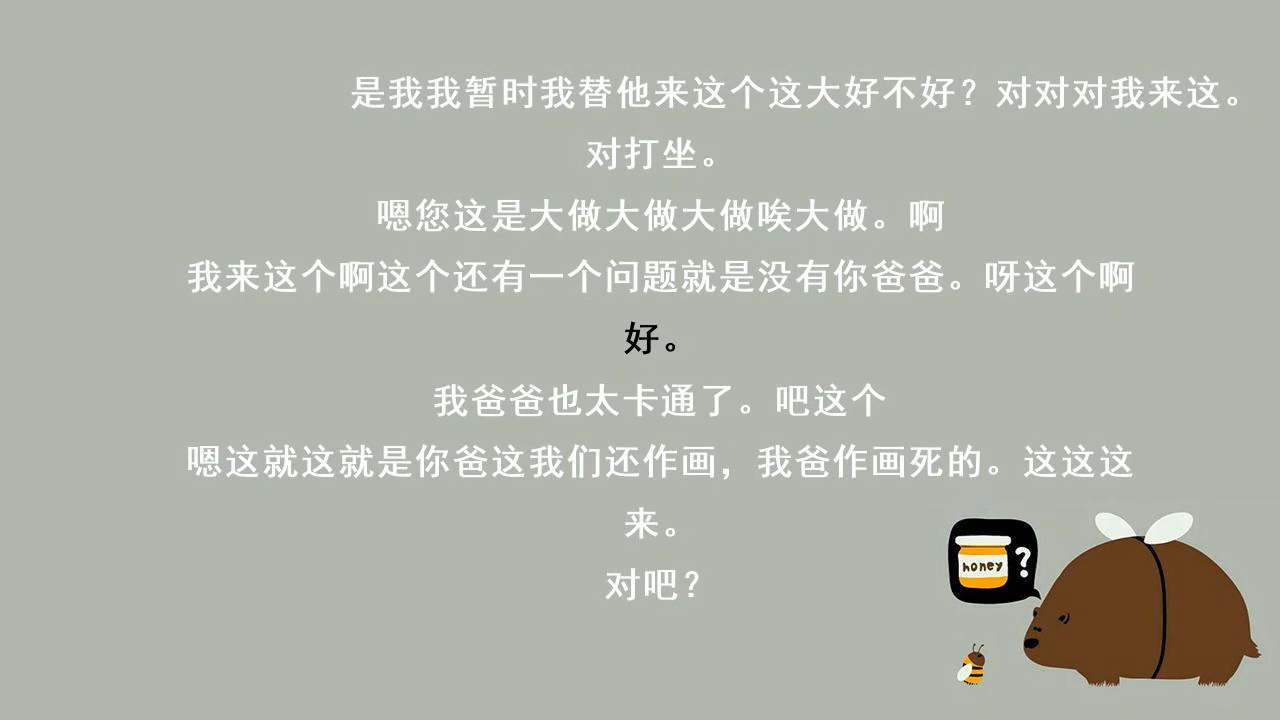 是我我暂时我替他来这个这大好不好？对对对我来这。
对打坐。
嗯您这是大做大做大做唉大做。啊
我来这个啊这个还有一个问题就是没有你爸爸。呀这个啊
好。
我爸爸也太卡通了。吧这个
嗯这就这就是你爸这我们还作画，我爸作画死的。这这这
来。
对吧？
honey
?